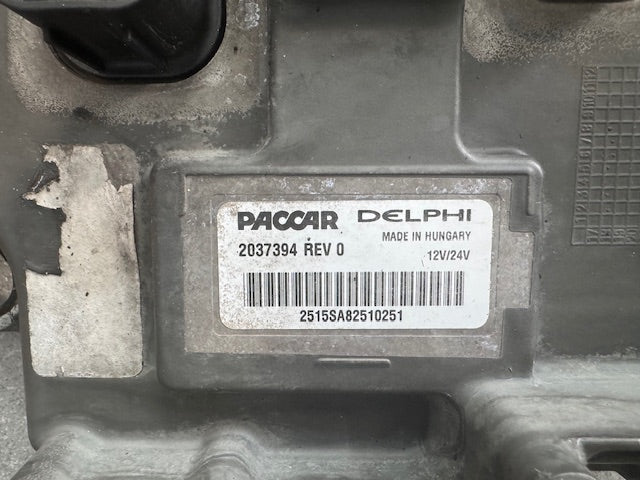 PACCAR DELPHI
MADE IN HUNGARY
2037394 REV 0
12V/24V
2515SA82510251